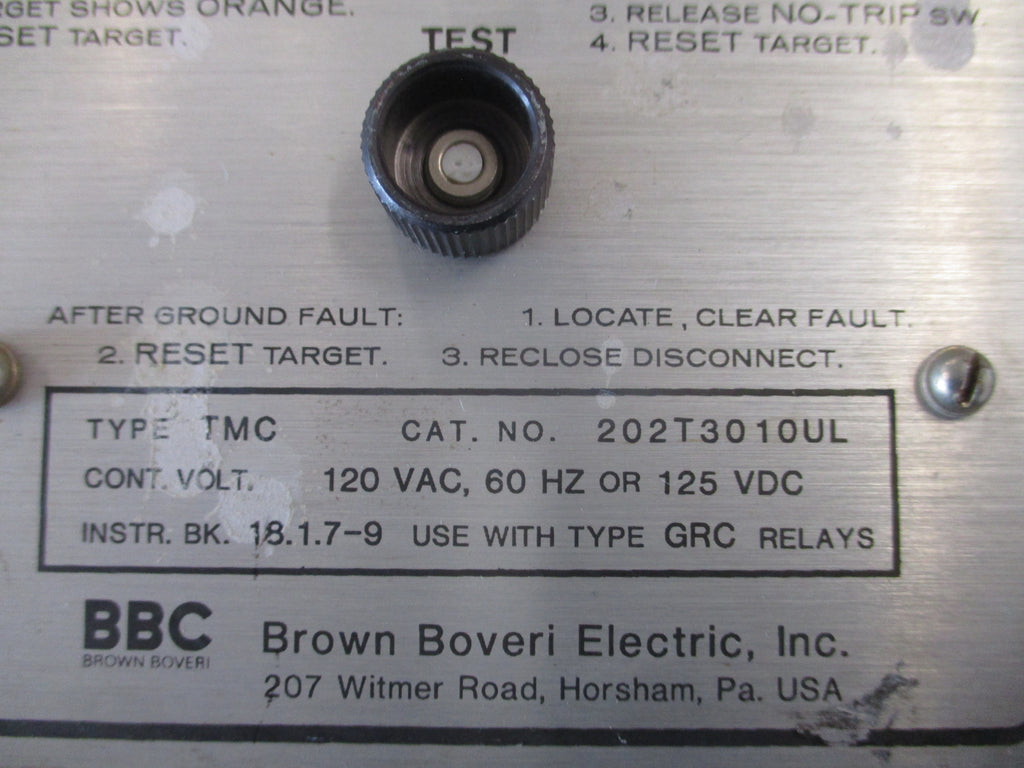 RGET SHOWS ORANGE.
SET TARGET.
3. RELEASE NO-TRIP SW.
4. RESET TARGET.
TEST
AFTER GROUND FAULT: 1. LOCATE, CLEAR FAULT.
2. RESET TARGET. 3. RECLOSE DISCONNECT.
TYPE TMC CAT. NO. 202T3010UL
CONT. VOLT. 120 VAC, 60 HZ OR 125 VDC
INSTR. BK. 18.1.7-9 USE WITH TYPE GRC RELAYS
BBC
BROWN BOVERI
Brown Boveri Electric, Inc.
207 Witmer Road, Horsham, Pa. USA